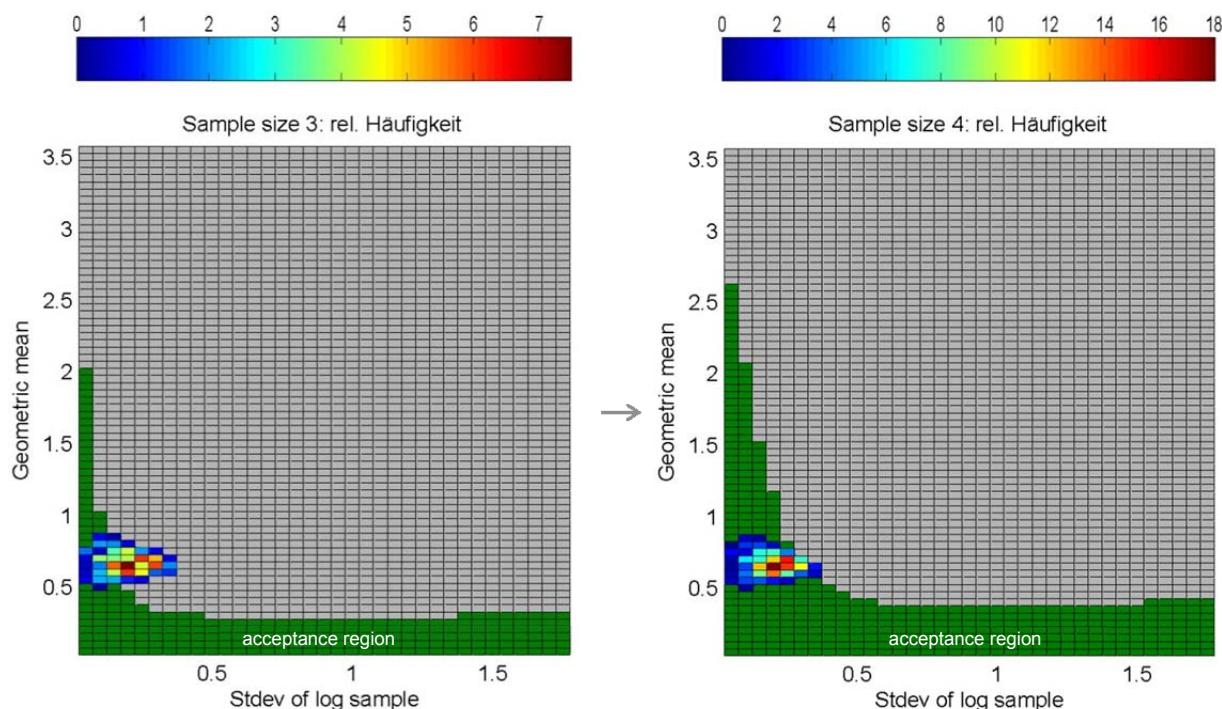 0 1 2 3 4 5 6 7
Sample size 3: rel. Häufigkeit
3.5
3
2.5
2
1.5
1
0.5
Geometric mean
acceptance region
0.5 1 1.5
Stdev of log sample
→
0 2 4 6 8 10 12 14 16 18
Sample size 4: rel. Häufigkeit
3.5
3
2.5
2
1.5
1
0.5
Geometric mean
acceptance region
0.5 1 1.5
Stdev of log sample